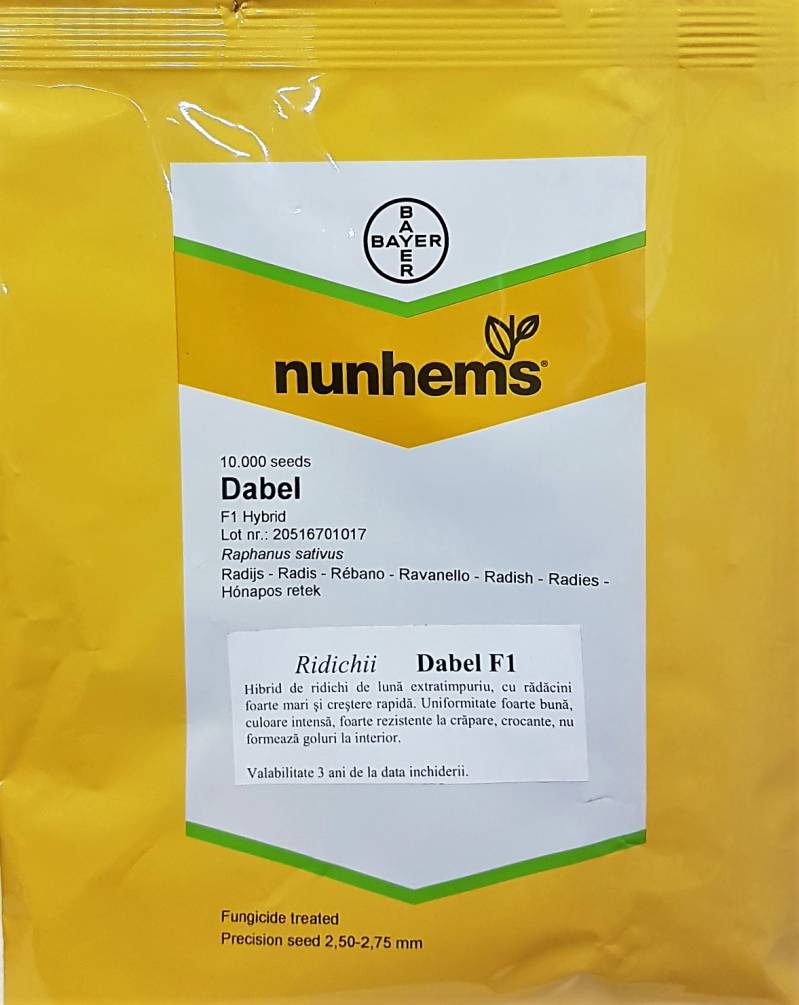 BAYER
BAYER
nunhems®
10.000 seeds
Dabel
F1 Hybrid
Lot nr.: 20516701017
Raphanus sativus
Radijs - Radis - Rébano - Ravanello - Radish - Radies -
Hónapos retek
Ridichii Dabel F1
Hibrid de ridichi de lună extratimpuriu, cu rădăcini
foarte mari și creștere rapidă. Uniformitate foarte bună,
culoare intensă, foarte rezistente la crăpare, crocante, nu
formează goluri la interior.
Valabilitate 3 ani de la data inchiderii.
Fungicide treated
Precision seed 2,50-2,75 mm